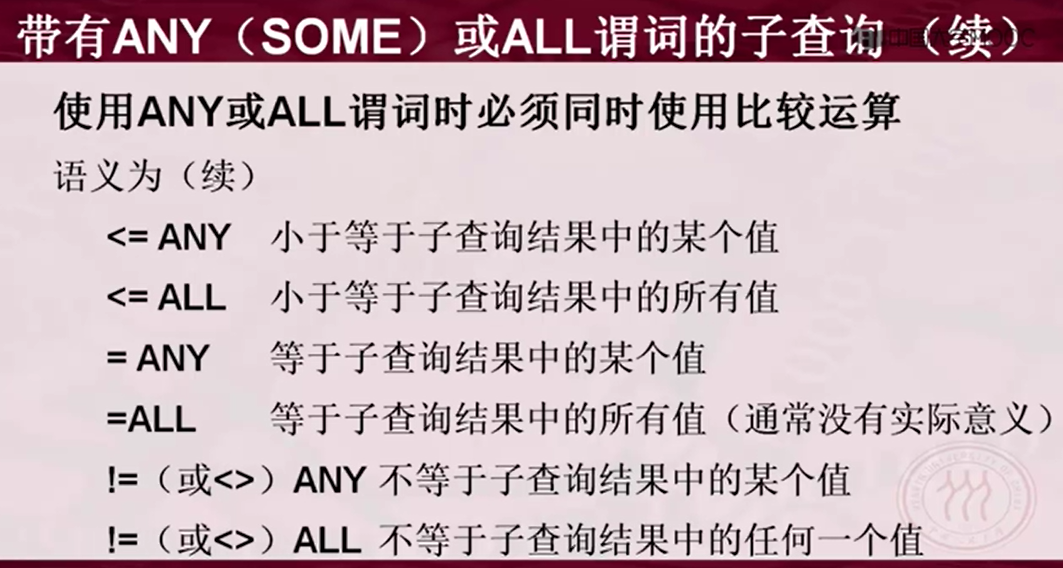 带有ANY（SOME）或ALL谓词的子查询（续）
使用ANY或ALL谓词时必须同时使用比较运算
语义为（续）
<= ANY 小于等于子查询结果中的某个值
<= ALL 小于等于子查询结果中的所有值
= ANY 等于子查询结果中的某个值
=ALL 等于子查询结果中的所有值（通常没有实际意义）
!=（或<>）ANY 不等于子查询结果中的某个值
!=（或<>）ALL 不等于子查询结果中的任何一个值